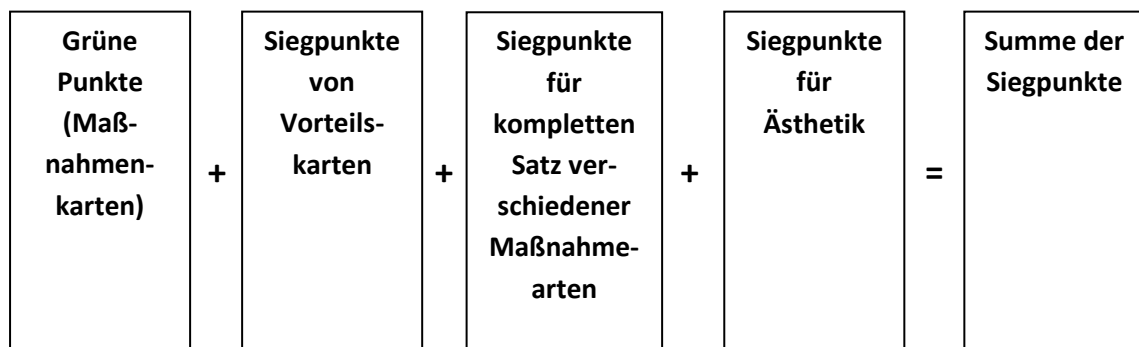 Grüne
Punkte
(Maß-
nahmen-
karten)
+
Siegpunkte
von
Vorteils-
karten
+
Siegpunkte
für
kompletten
Satz ver-
schiedener
Maßnahme-
arten
+
Siegpunkte
für
Ästhetik
=
Summe der
Siegpunkte